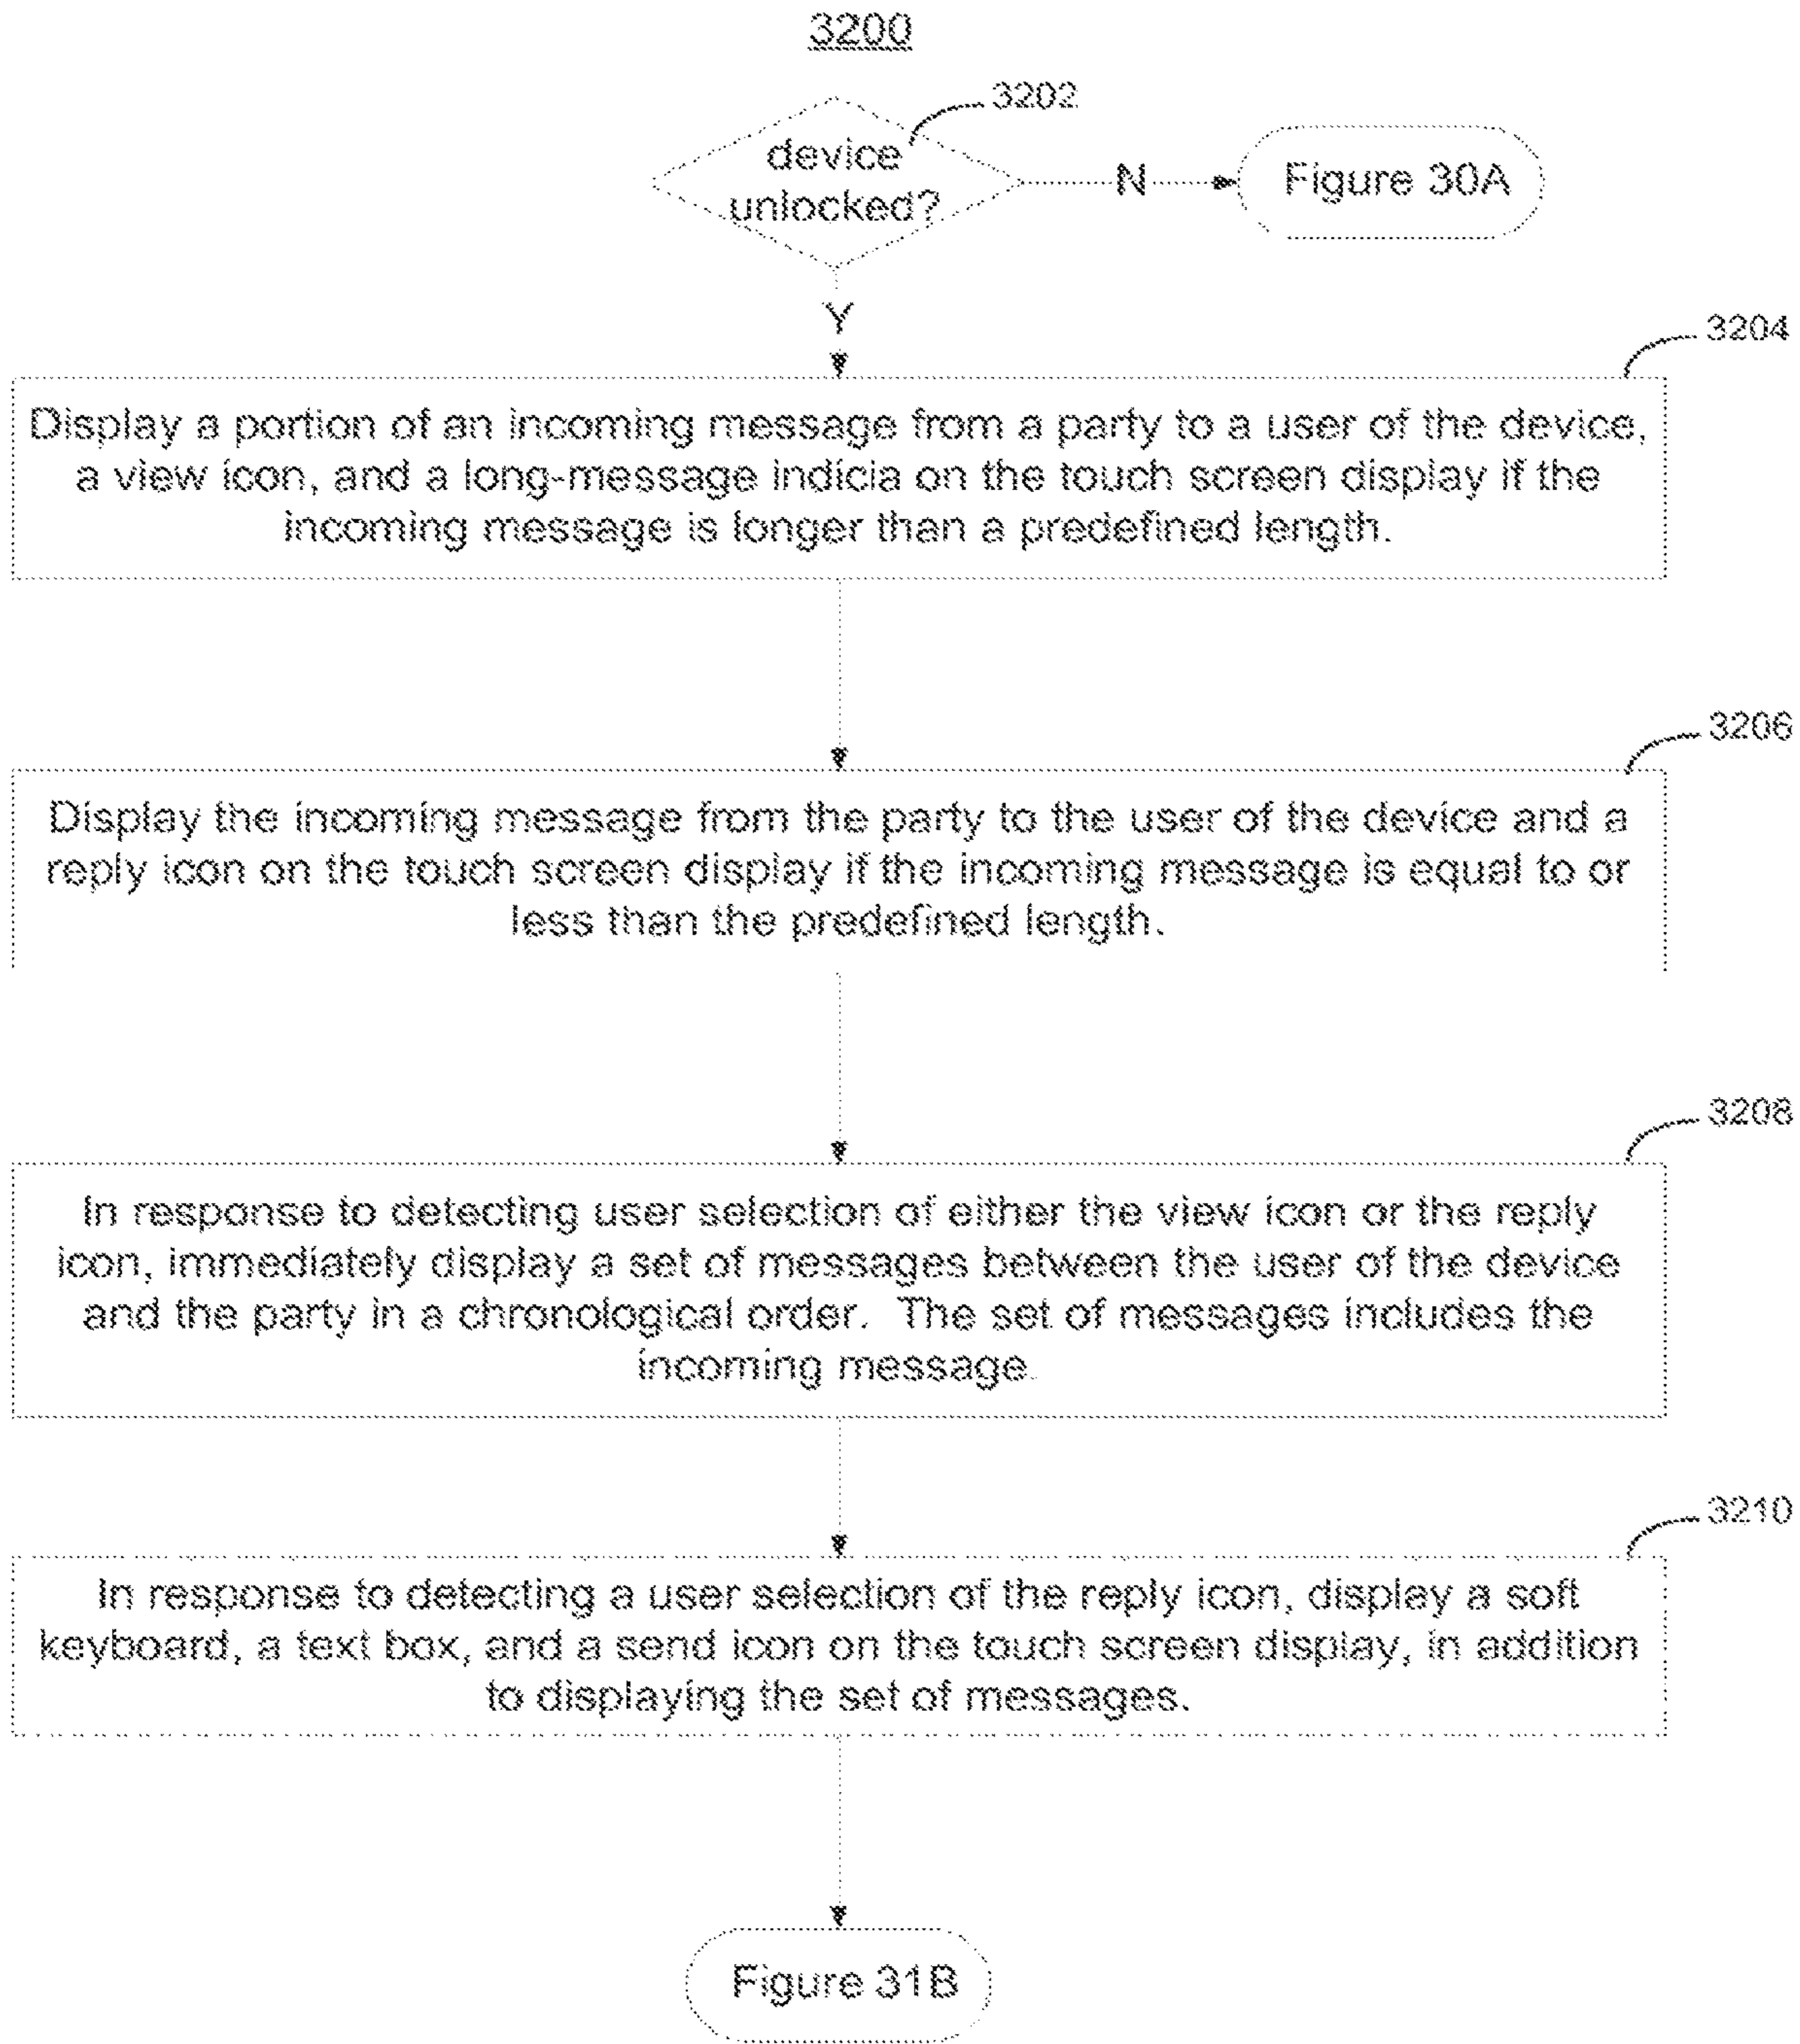 3200
3202
device
unlocked?
N
Figure 30A
Y
3204
Display a portion of an incoming message from a party to a user of the device,
a view icon, and a long-message indicia on the touch screen display if the
incoming message is longer than a predefined length.
3206
Display the incoming message from the party to the user of the device and a
reply icon on the touch screen display if the incoming message is equal to or
less than the predefined length.
3208
In response to detecting user selection of either the view icon or the reply
icon, immediately display a set of messages between the user of the device
and the party in a chronological order.  The set of messages includes the
incoming message.
3210
In response to detecting a user selection of the reply icon, display a soft
keyboard, a text box, and a send icon on the touch screen display, in addition
to displaying the set of messages.
Figure 31B